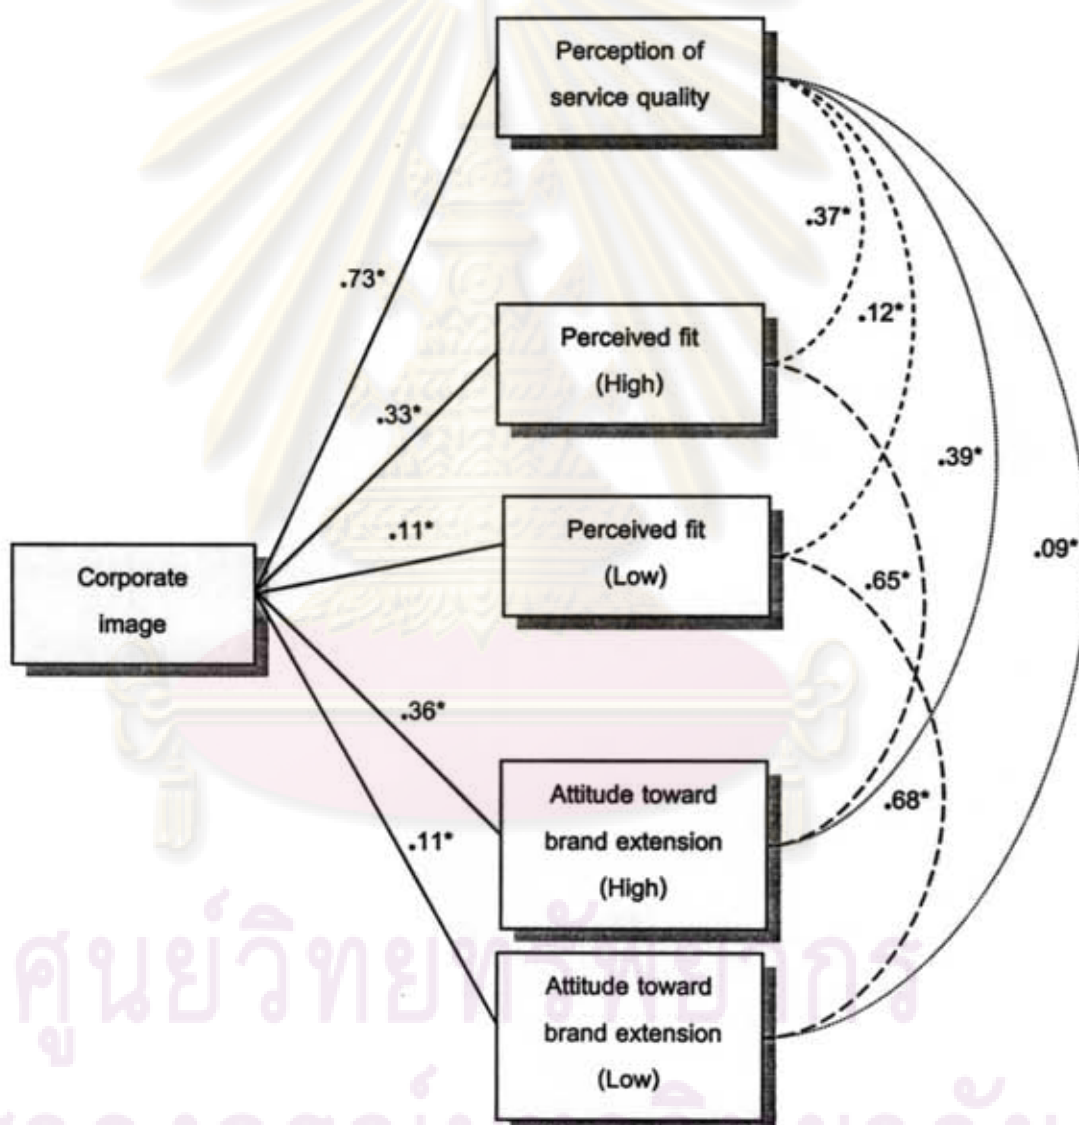 Perception of
service quality
.37*
.73*
.12*
Perceived fit
(High)
.33*
.39*
.11*
Perceived fit
(Low)
.09*
.65*
Corporate
image
.36*
Attitude toward
brand extension
(High)
.68*
.11*
ศูนย์วิทยทรัพยากร
Attitude toward
brand extension
(Low)